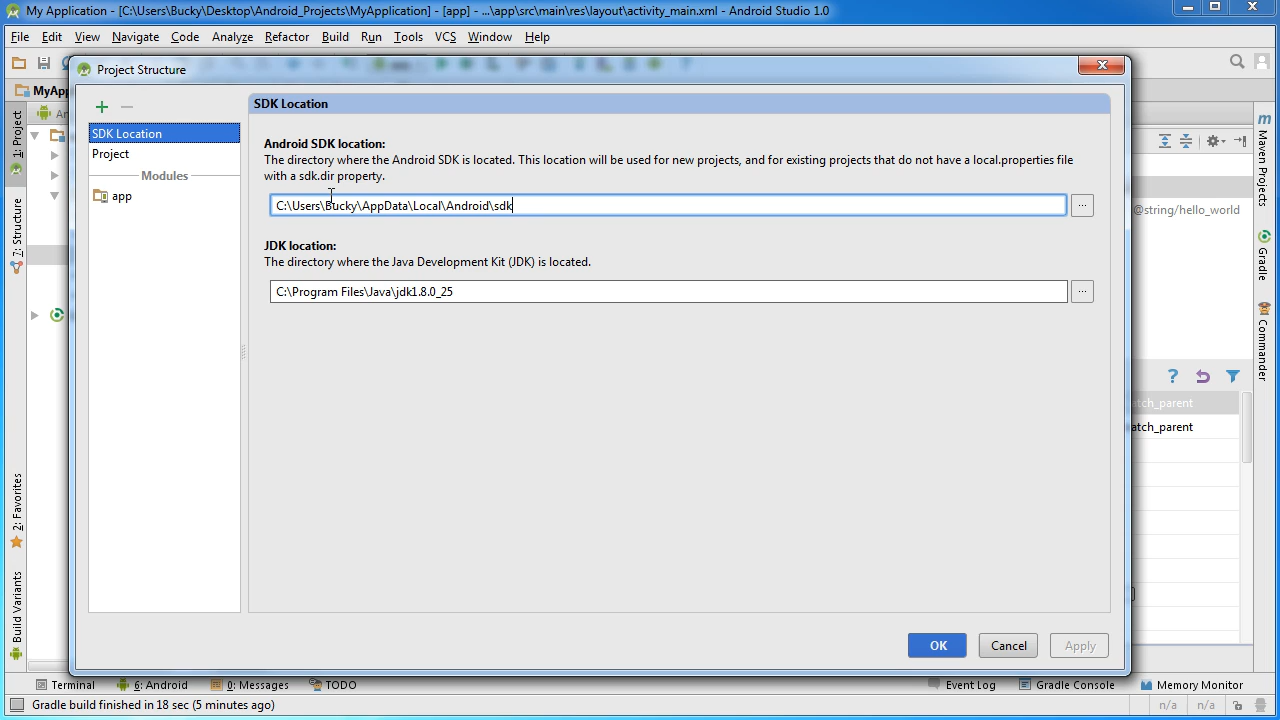 My Application - [C:\Users\Bucky\Desktop\Android_Projects\MyApplication] - [app] - ...\app\src\main\res\layout\activity_main.xml - Android Studio 1.0
File Edit View Navigate Code Analyze Refactor Build Run Tools VCS Window Help
Project Structure
MyAp
SDK Location
Project
Modules
app
SDK Location
Android SDK location:
The directory where the Android SDK is located. This location will be used for new projects, and for existing projects that do not have a local.properties file
with a sdk.dir property.
C:\Users\Bucky\AppData\Local\Android\sdk
...
JDK location:
The directory where the Java Development Kit (JDK) is located.
C:\Program Files\Java\jdk1.8.0_25
...
OK Cancel Apply
1: Project
7: Structure
2: Favorites
Build Variants
An
@string/hello_world
atch_parent
atch_parent
m
Maven Projects
Gradle
Commander
?
Terminal 6: Android 0: Messages TODO Event Log Gradle Console Memory Monitor
Gradle build finished in 18 sec (5 minutes ago) n/a n/a